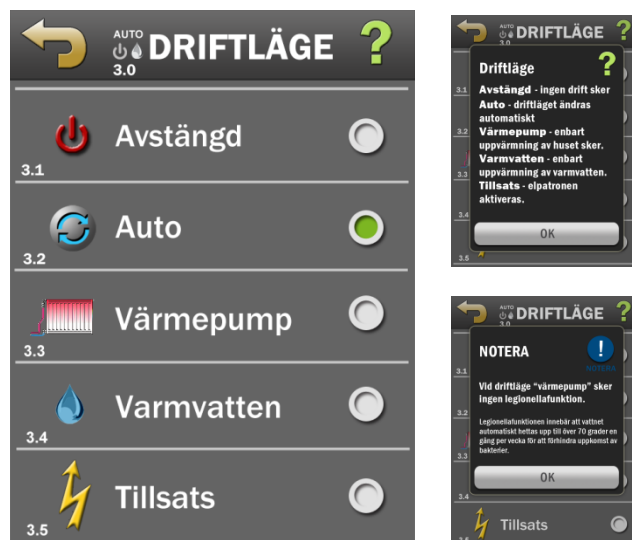 AUTO
DRIFTLÄGE ?
3.0
Avstängd
3.1
Auto
3.2
Värmepump
3.3
Varmvatten
3.4
Tillsats
3.5
AUTO
DRIFTLÄGE ?
3.0
Driftläge ?
Avstängd - ingen drift sker
Auto - driftläget ändras
automatiskt
Värmepump - enbart
uppvärmning av huset sker.
Varmvatten - enbart
uppvärmning av varmvatten.
Tillsats - elpatronen
aktiveras.
OK
3.1
3.2
3.3
3.4
3.5
AUTO
DRIFTLÄGE ?
3.0
NOTERA !
NOTERA
Vid driftläge “värmepump” sker
ingen legionellafunktion.
Legionellafunktionen innebär att vattnet
automatiskt hettas upp till över 70 grader en
gång per vecka för att förhindra uppkomst av
bakterier.
OK
3.1
3.2
3.3
3.4
Tillsats